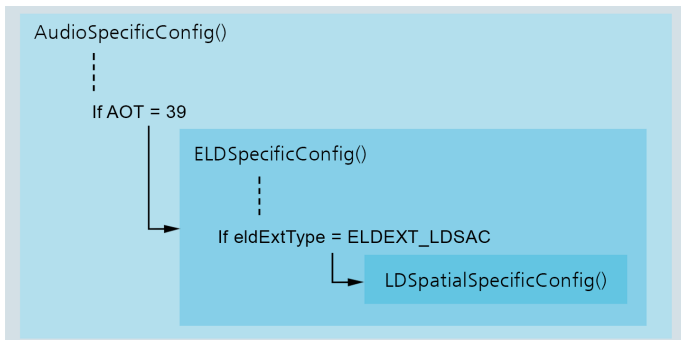 AudioSpecificConfig()
If AOT = 39
ELDSpecificConfig()
If eldExtType = ELDEXT_LDSAC
LDSpatialSpecificConfig()